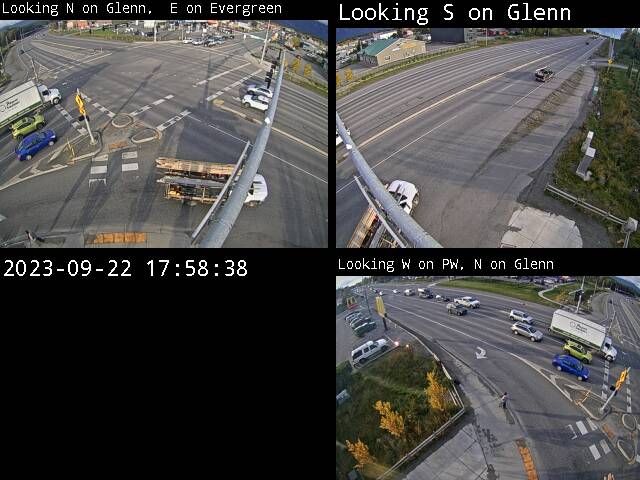 Looking N on Glenn,  E on Evergreen
Looking S on Glenn
2023-09-22 17:58:38
Looking W on PW, N on Glenn